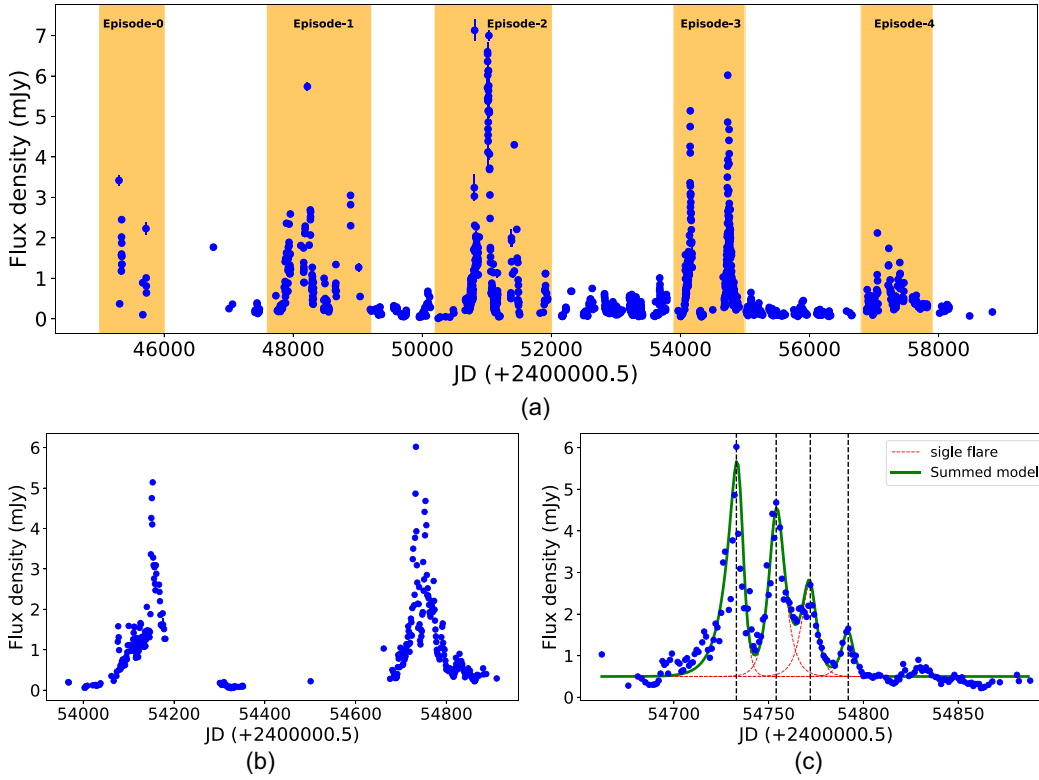 Episode-0 Episode-1 Episode-2 Episode-3 Episode-4
Flux density (mJy)
7
6
5
4
3
2
1
0
46000 48000 50000 52000 54000 56000 58000
JD (+2400000.5)
(a)
Flux density (mJy)
6
5
4
3
2
1
0
54000 54200 54400 54600 54800
JD (+2400000.5)
(b)
Flux density (mJy)
6
5
4
3
2
1
0
sigle flare
Summed model
54700 54750 54800 54850
JD (+2400000.5)
(c)